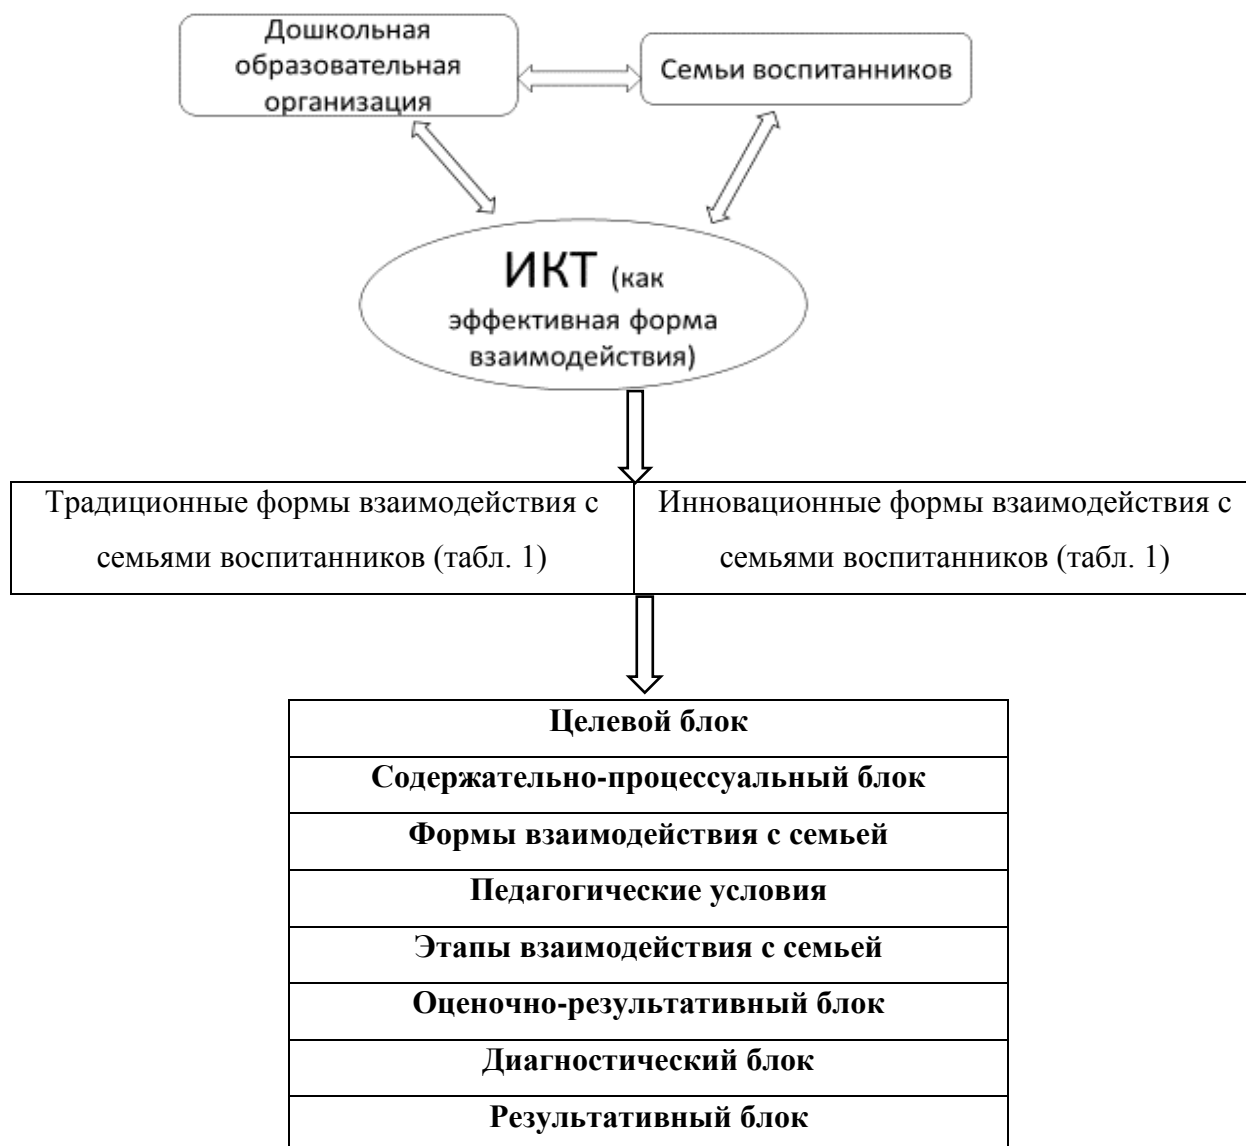 Дошкольная
образовательная
организация
Семьи воспитанников
ИКТ (как
эффективная форма
взаимодействия)
Традиционные формы взаимодействия с
семьями воспитанников (табл. 1)
Инновационные формы взаимодействия с
семьями воспитанников (табл. 1)
Целевой блок
Содержательно-процессуальный блок
Формы взаимодействия с семьей
Педагогические условия
Этапы взаимодействия с семьей
Оценочно-результативный блок
Диагностический блок
Результативный блок